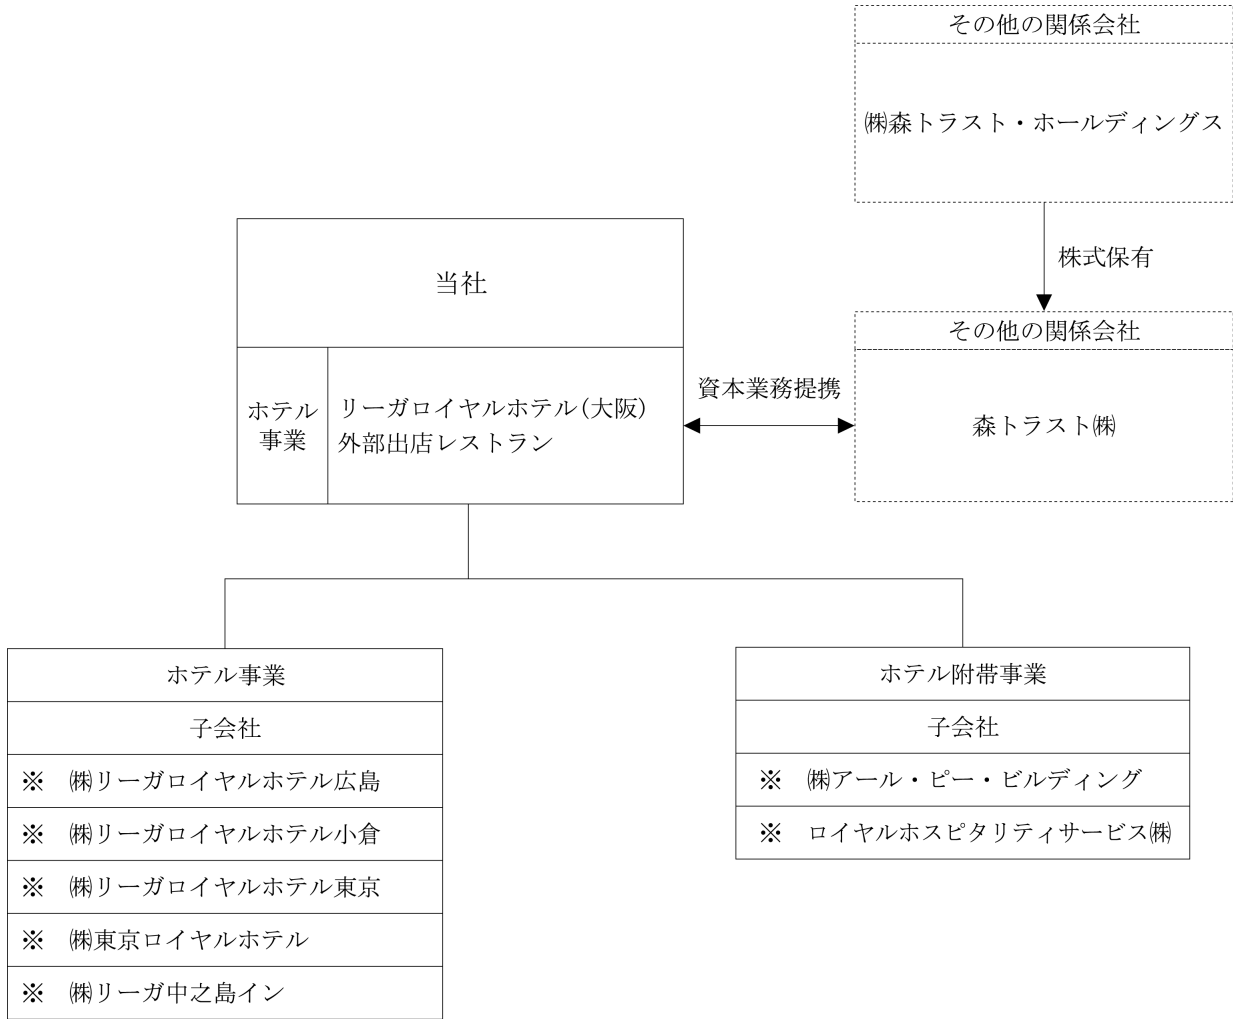 その他の関係会社
㈱森トラスト・ホールディングス
株式保有
当社
ホテル
事業
リーガロイヤルホテル(大阪)
外部出店レストラン
資本業務提携
その他の関係会社
森トラスト㈱
ホテル事業
子会社
※ ㈱リーガロイヤルホテル広島
※ ㈱リーガロイヤルホテル小倉
※ ㈱リーガロイヤルホテル東京
※ ㈱東京ロイヤルホテル
※ ㈱リーガ中之島イン
ホテル附帯事業
子会社
※ ㈱アール・ピー・ビルディング
※ ロイヤルホスピタリティサービス㈱